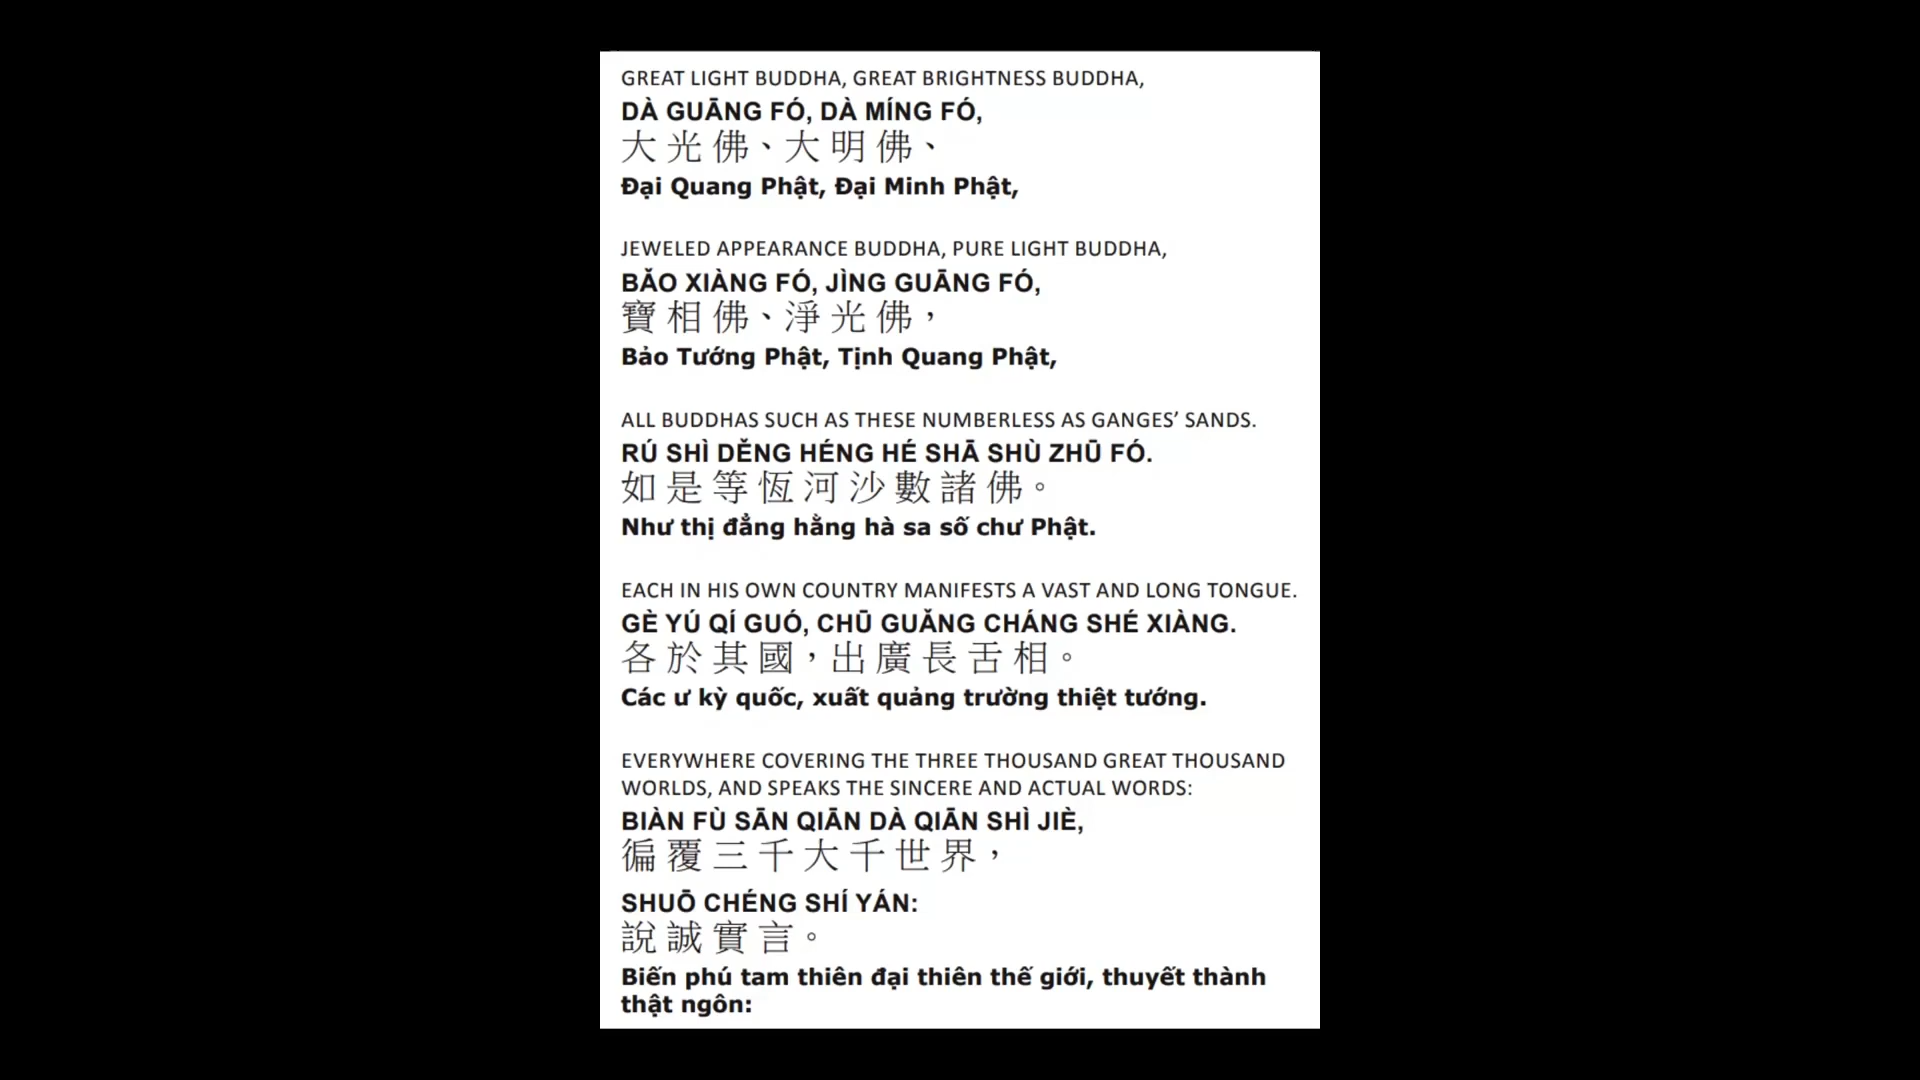 GREAT LIGHT BUDDHA, GREAT BRIGHTNESS BUDDHA,
DÀ GUĀNG FÓ, DÀ MÍNG FÓ,
大光佛、大明佛、
Đại Quang Phật, Đại Minh Phật,
JEWELED APPEARANCE BUDDHA, PURE LIGHT BUDDHA,
BǍO XIÀNG FÓ, JÌNG GUĀNG FÓ,
寶相佛、淨光佛，
Bảo Tướng Phật, Tịnh Quang Phật,
ALL BUDDHAS SUCH AS THESE NUMBERLESS AS GANGES’ SANDS.
RÚ SHÌ DĚNG HÉNG HÉ SHĀ SHÙ ZHŪ FÓ.
如是等恆河沙數諸佛。
Như thị đẳng hằng hà sa số chư Phật.
EACH IN HIS OWN COUNTRY MANIFESTS A VAST AND LONG TONGUE.
GÈ YÚ QÍ GUÓ, CHŪ GUǍNG CHÁNG SHÉ XIÀNG.
各於其國，出廣長舌相。
Các ư kỳ quốc, xuất quảng trường thiệt tướng.
EVERYWHERE COVERING THE THREE THOUSAND GREAT THOUSAND
WORLDS, AND SPEAKS THE SINCERE AND ACTUAL WORDS:
BIÀN FÙ SĀN QIĀN DÀ QIĀN SHÌ JIÈ,
徧覆三千大千世界，
SHUŌ CHÉNG SHÍ YÁN:
說誠實言。
Biến phú tam thiên đại thiên thế giới, thuyết thành
thật ngôn: